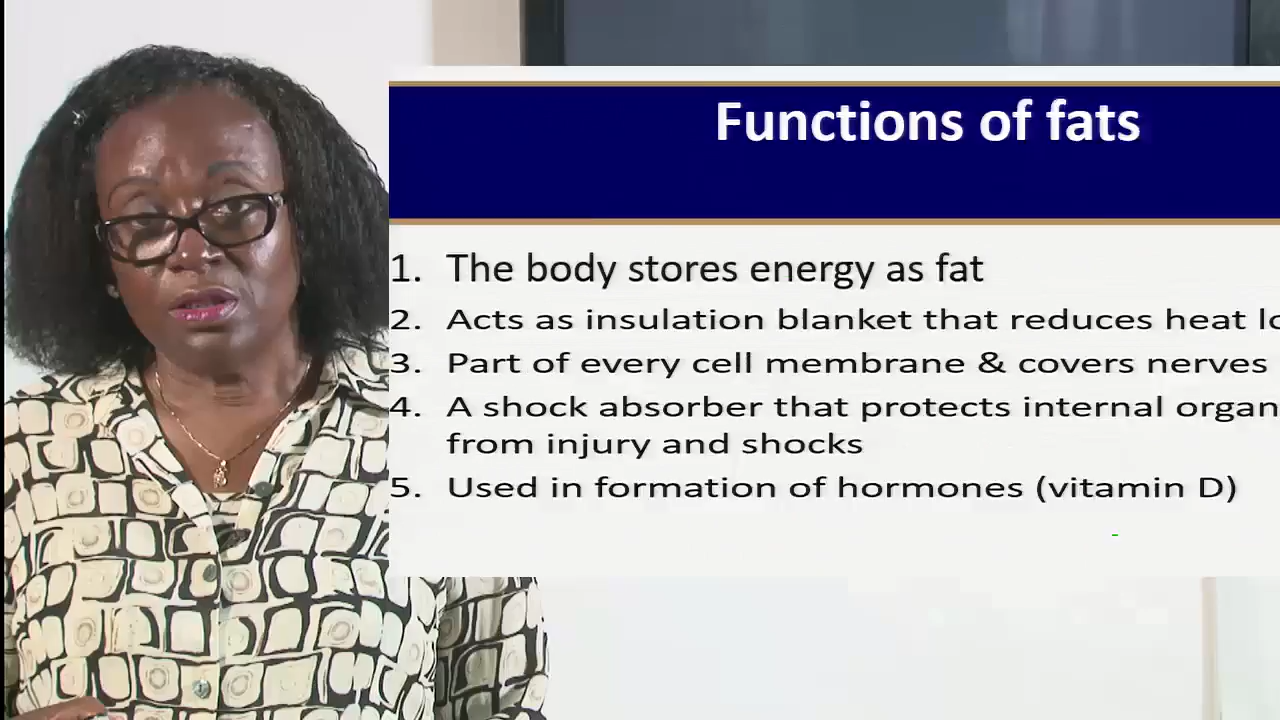 Functions of fats
1. The body stores energy as fat
2. Acts as insulation blanket that reduces heat lo
3. Part of every cell membrane & covers nerves
4. A shock absorber that protects internal organ
from injury and shocks
5. Used in formation of hormones (vitamin D)